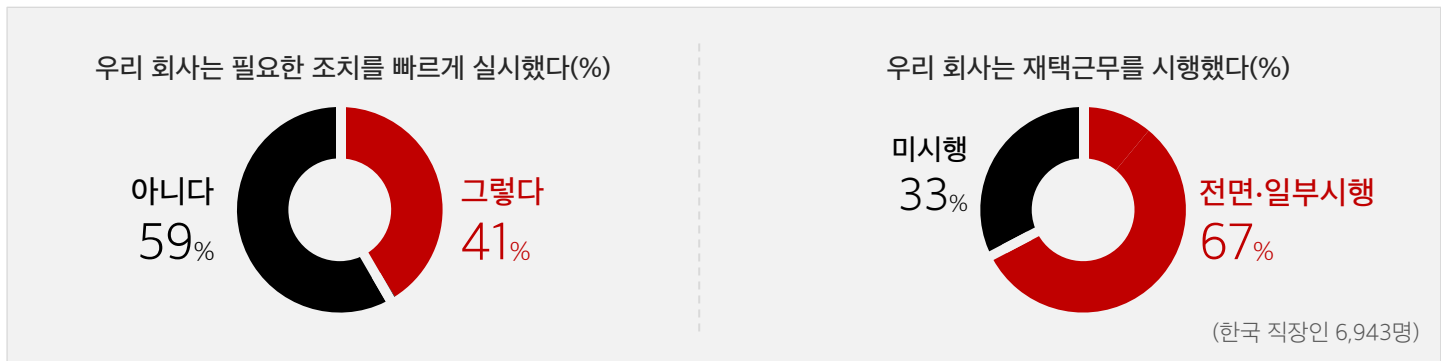 우리 회사는 필요한 조치를 빠르게 실시했다(%)
아니다
59%
그렇다
41%
우리 회사는 재택근무를 시행했다(%)
미시행
33%
전면·일부시행
67%
(한국 직장인 6,943명)